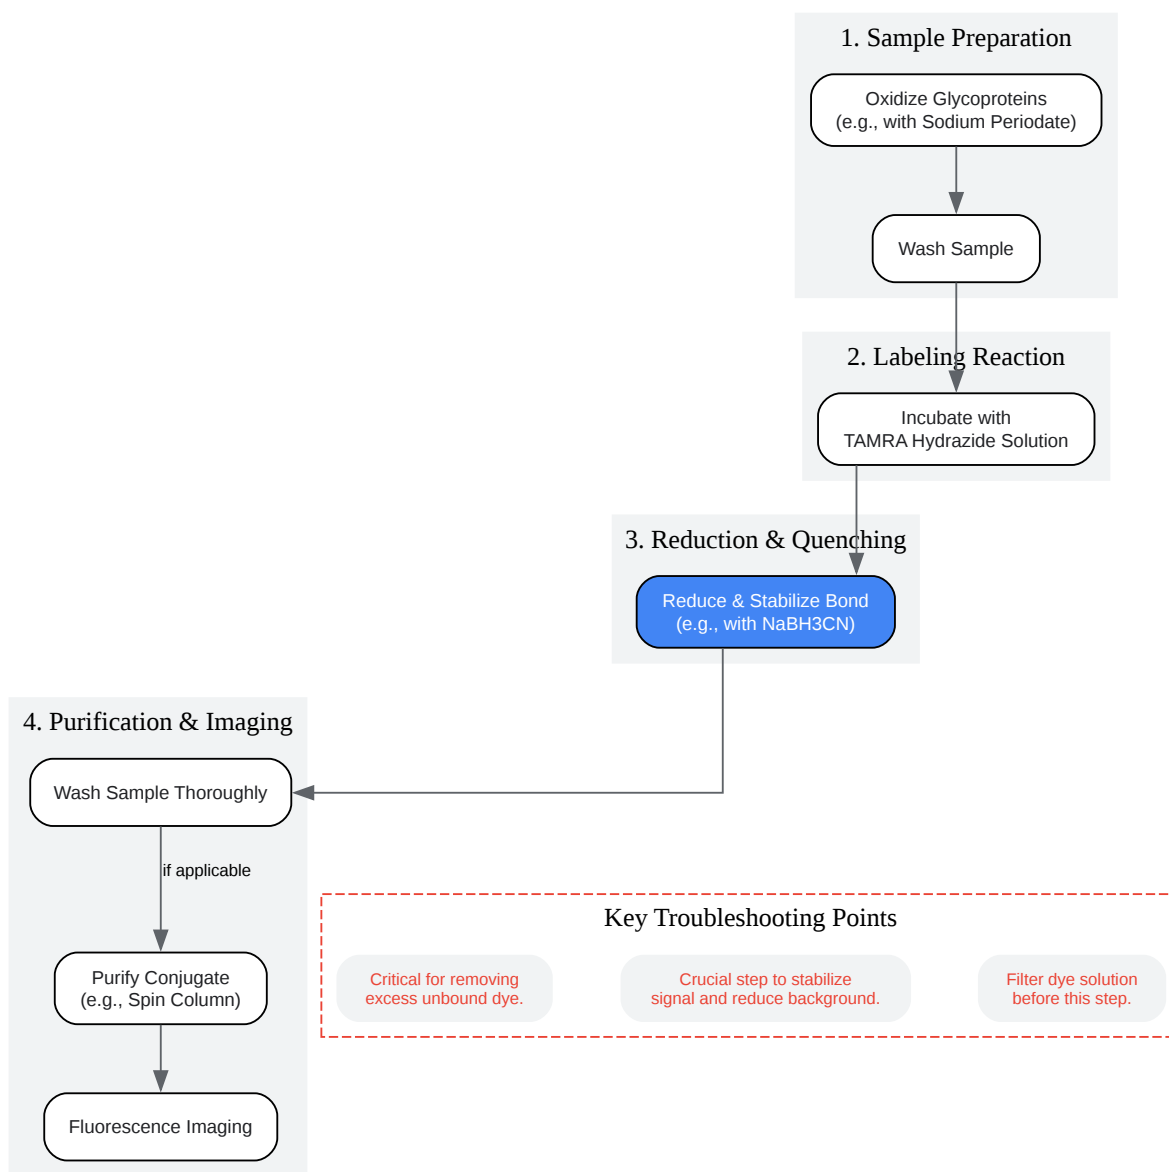 1. Sample Preparation
Oxidize Glycoproteins
(e.g., with Sodium Periodate)
Wash Sample
2. Labeling Reaction
Incubate with
TAMRA Hydrazide Solution
3. Reduction & Quenching
Reduce & Stabilize Bond
(e.g., with NaBH3CN)
4. Purification & Imaging
Wash Sample Thoroughly
if applicable
Purify Conjugate
(e.g., Spin Column)
Fluorescence Imaging
Key Troubleshooting Points
Critical for removing
excess unbound dye.
Crucial step to stabilize
signal and reduce background.
Filter dye solution
before this step.